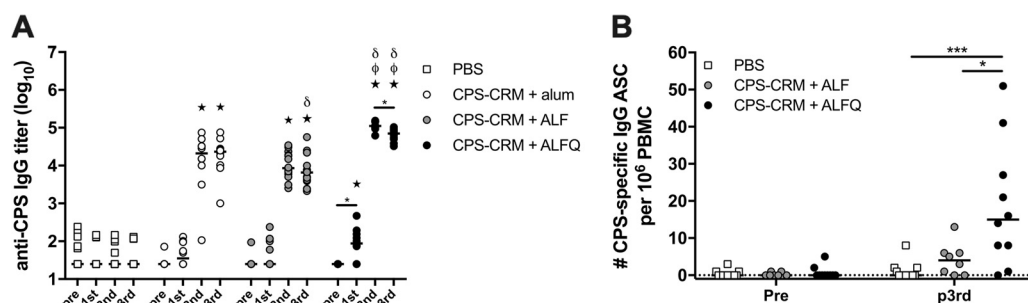 A
anti-CPS IgG titer (log10)
7
6
5
4
3
2
1
★ ★
δ
★ ★
δ δ
ϕ ϕ
★ ★
*
★
*
PBS
CPS-CRM + alum
CPS-CRM + ALF
CPS-CRM + ALFQ
B
# CPS-specific IgG ASC
per 10⁶ PBMC
60
50
40
30
20
10
0
PBS
CPS-CRM + ALF
CPS-CRM + ALFQ
***
*
Pre p3rd